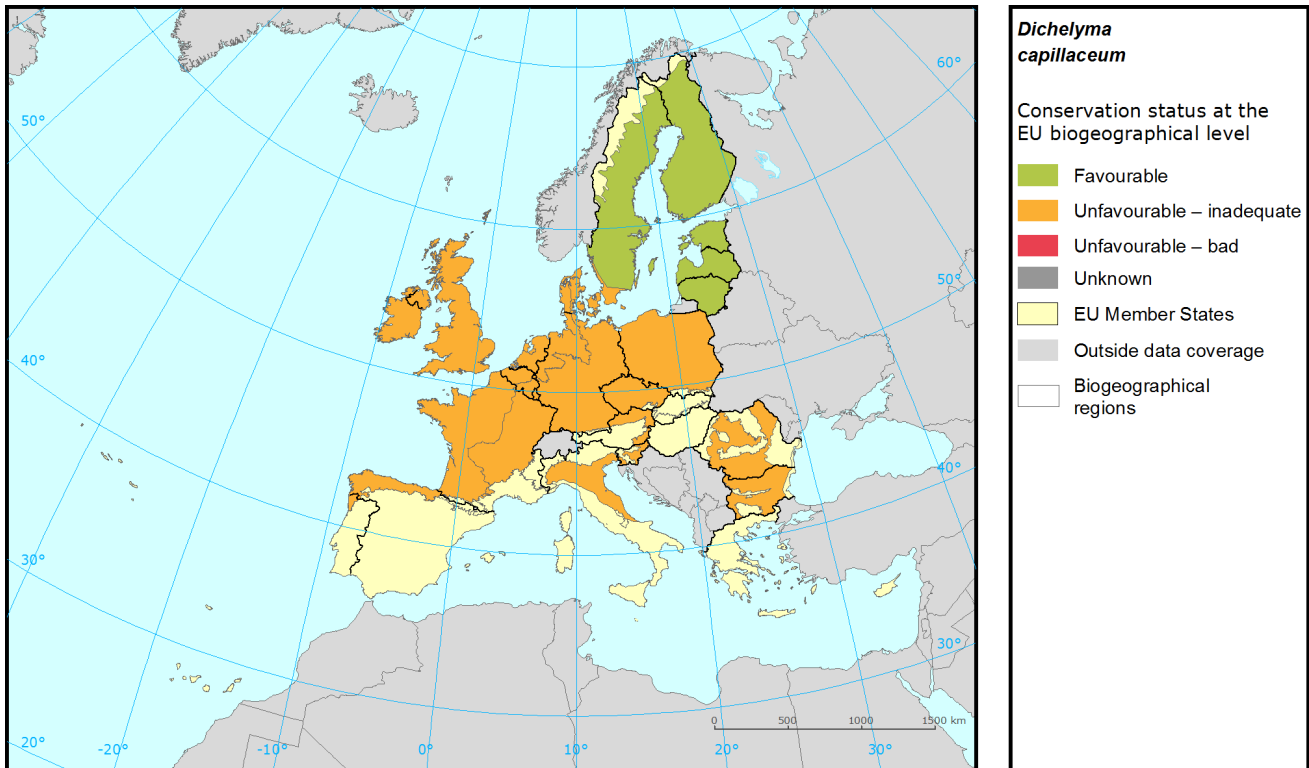 Dichelyma
capillaceum
Conservation status at the
EU biogeographical level
Favourable
Unfavourable – inadequate
Unfavourable – bad
Unknown
EU Member States
Outside data coverage
Biogeographical
regions
60°
50°
50°
40°
40°
30°
30°
0 500 1000 1500 km
20° -20° -10° 0° 10° 20° 30°